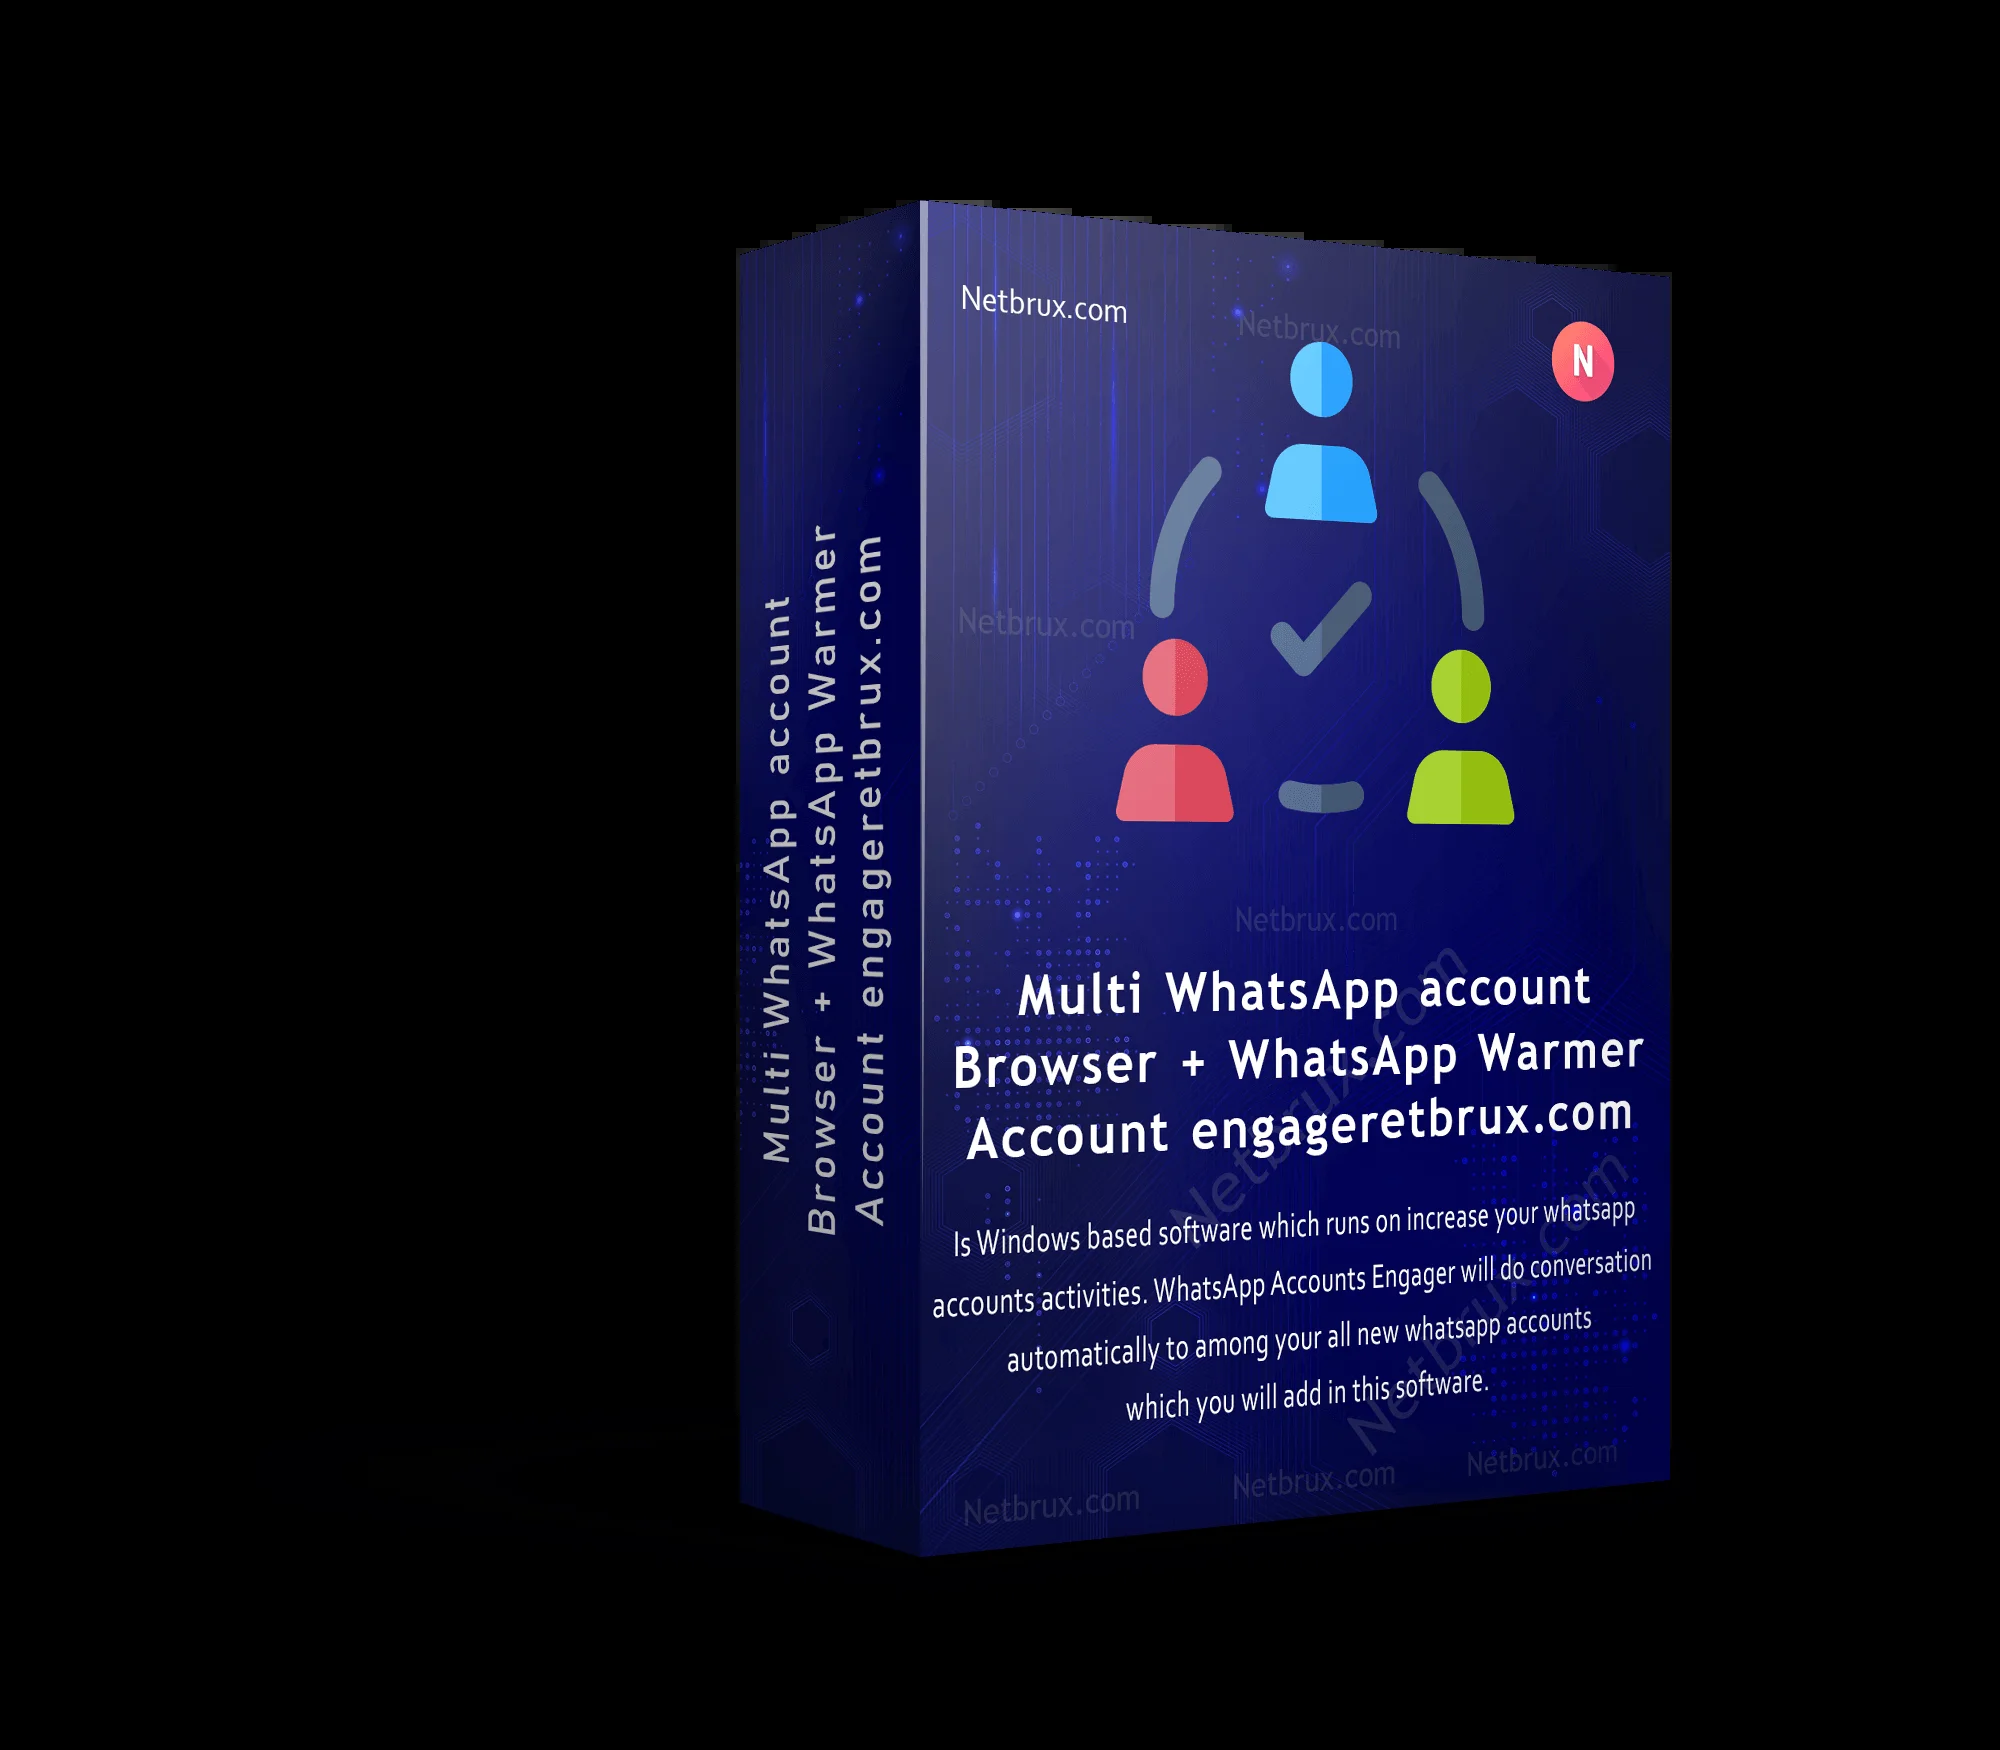 Netbrux.com
Netbrux.com
N
Netbrux.com
Netbrux.com
Multi WhatsApp account
Browser + WhatsApp Warmer
Account engageretbrux.com
Netbrux.com
Is Windows based software which runs on increase your whatsapp
accounts activities. WhatsApp Accounts Engager will do conversation
automatically to among your all new whatsapp accounts
which you will add in this software.
Netbrux.com
Netbrux.com
Netbrux.com
Netbrux.com
Multi WhatsApp account
Browser + WhatsApp Warmer
Account engageretbrux.com